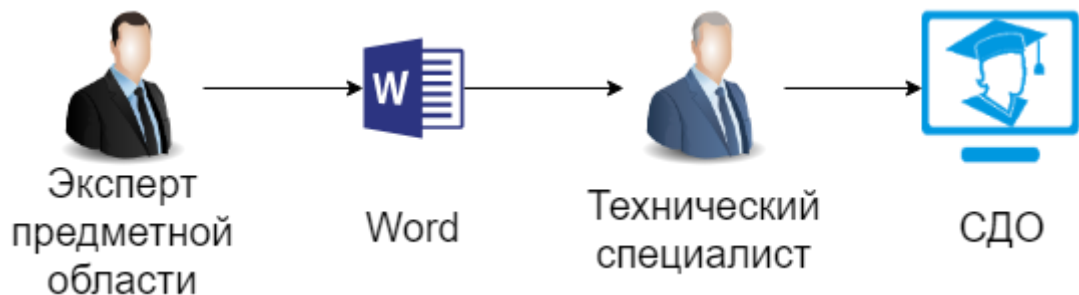 W
Эксперт
предметной
области
Word
Технический
специалист
СДО